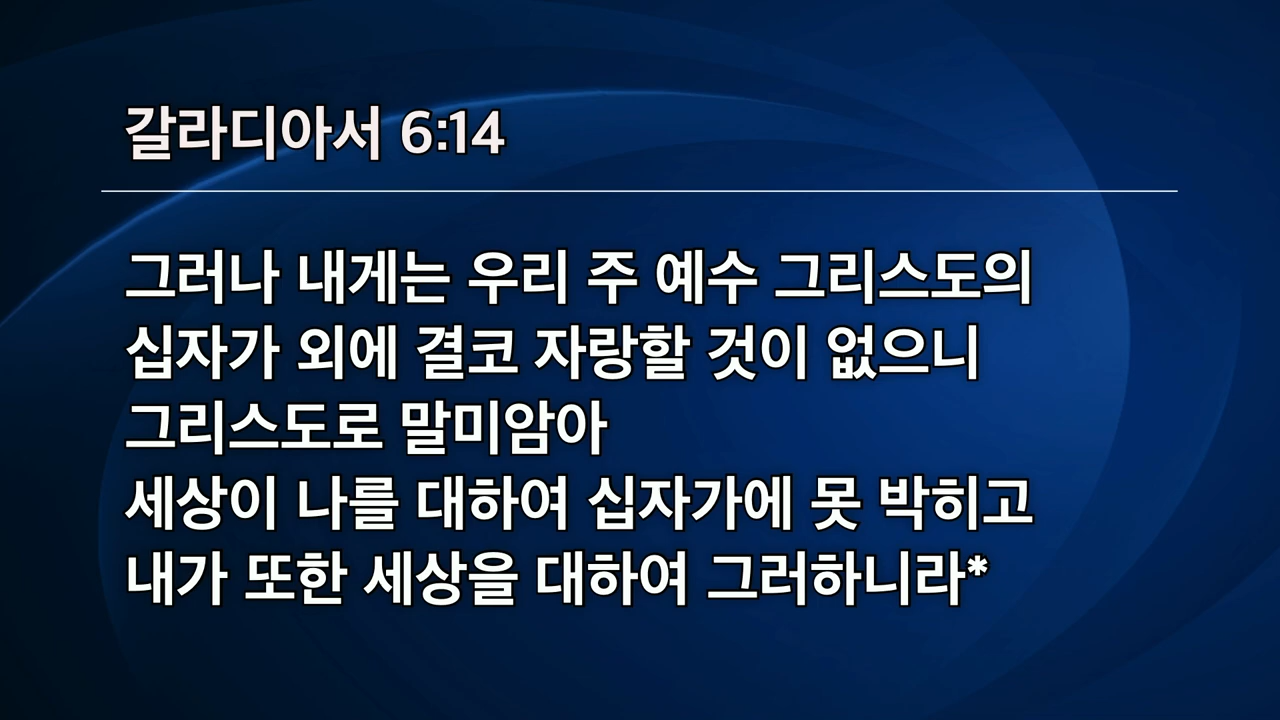 갈라디아서 6:14
그러나 내게는 우리 주 예수 그리스도의
십자가 외에 결코 자랑할 것이 없으니
그리스도로 말미암아
세상이 나를 대하여 십자가에 못 박히고
내가 또한 세상을 대하여 그러하니라*